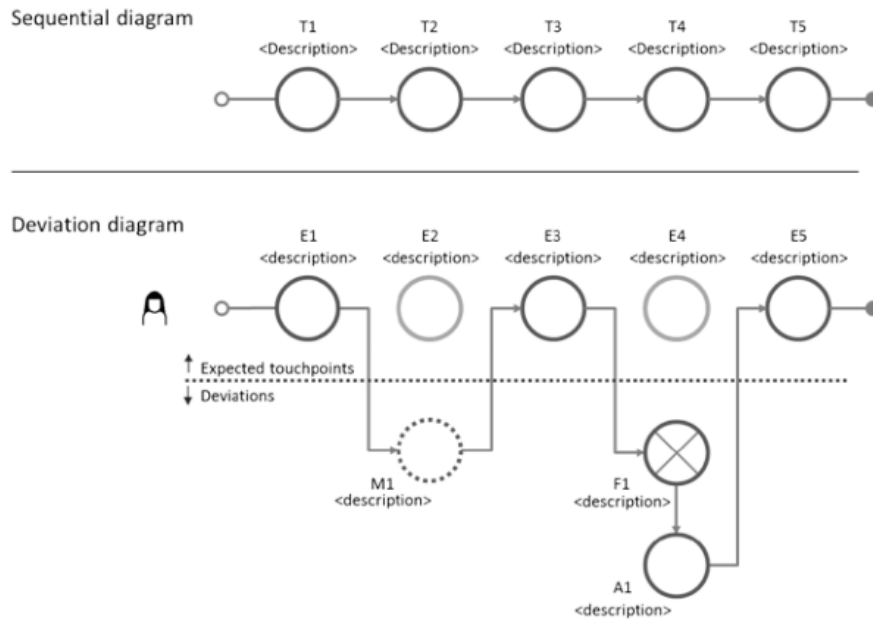 Sequential diagram
T1
<Description>
T2
<Description>
T3
<Description>
T4
<Description>
T5
<Description>
Deviation diagram
E1
<description>
E2
<description>
E3
<description>
E4
<description>
E5
<description>
Expected touchpoints
Deviations
M1
<description>
F1
<description>
A1
<description>